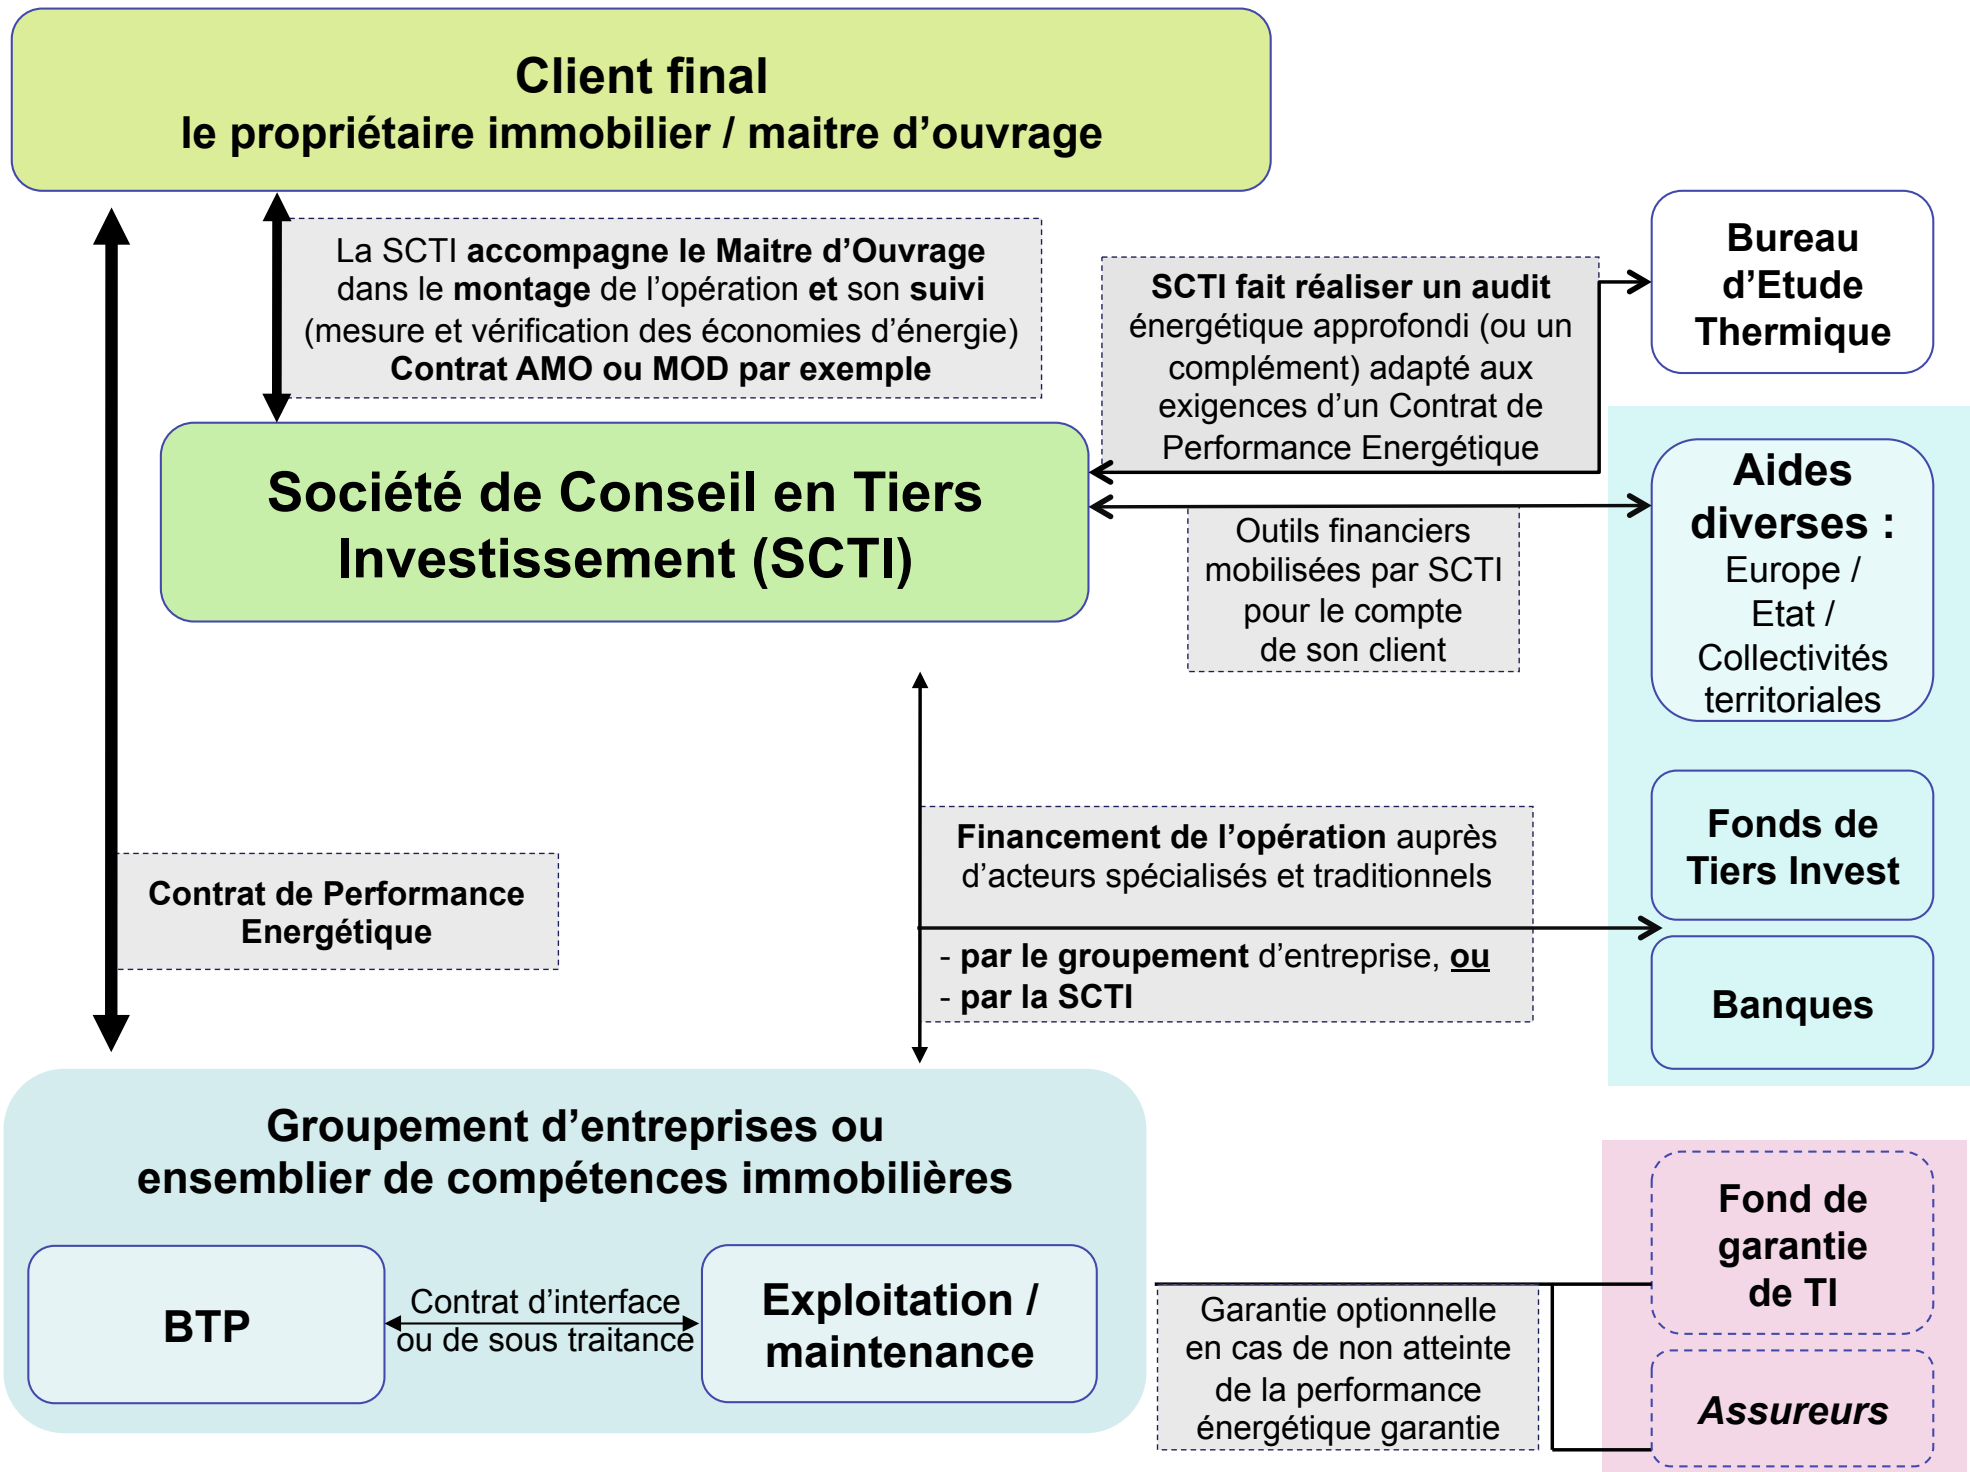 Client final
le propriétaire immobilier / maitre d’ouvrage
La SCTI accompagne le Maitre d’Ouvrage
dans le montage de l’opération et son suivi
(mesure et vérification des économies d’énergie)
Contrat AMO ou MOD par exemple
SCTI fait réaliser un audit
énergétique approfondi (ou un
complément) adapté aux
exigences d’un Contrat de
Performance Energétique
Bureau
d’Etude
Thermique
Société de Conseil en Tiers
Investissement (SCTI)
Outils financiers
mobilisées par SCTI
pour le compte
de son client
Aides
diverses :
Europe /
Etat /
Collectivités
territoriales
Contrat de Performance
Energétique
Financement de l’opération auprès
d’acteurs spécialisés et traditionnels
- par le groupement d’entreprise, ou
- par la SCTI
Fonds de
Tiers Invest
Banques
Groupement d’entreprises ou
ensemblier de compétences immobilières
BTP
Contrat d’interface
ou de sous traitance
Exploitation /
maintenance
Garantie optionnelle
en cas de non atteinte
de la performance
énergétique garantie
Fond de
garantie
de TI
Assureurs